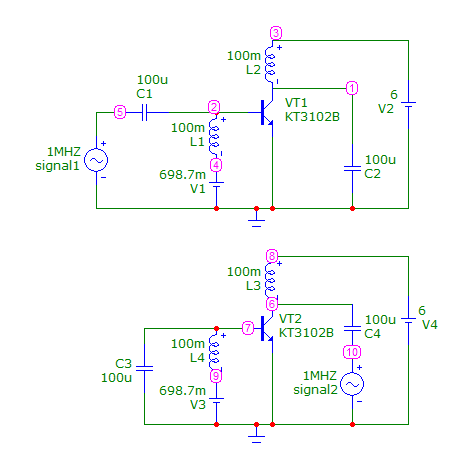 3
100m
L2
1
6
V2
100u
C1
5
2
VT1
KT3102B
100m
L1
1MHZ
signal1
4
100u
C2
698.7m
V1
8
100m
L3
6
6
V4
VT2
KT3102B
100u
C4
7
100m
L4
10
C3
100u
9
1MHZ
signal2
698.7m
V3